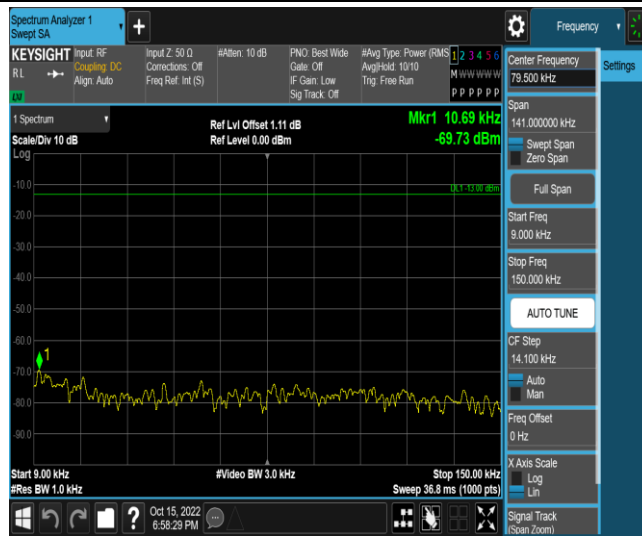 Spectrum Analyzer 1
Swept SA
+
Frequency
KEYSIGHT
RL
LV
Input: RF
Coupling: DC
Align: Auto
Input Z: 50 Ω
Corrections: Off
Freq Ref: Int (S)
#Atten: 10 dB
PNO: Best Wide
Gate: Off
IF Gain: Low
Sig Track: Off
#Avg Type: Power (RMS
Avg|Hold: 10/10
Trig: Free Run
1 2 3 4 5 6
M W W W W W
P P P P P P
1 Spectrum
Scale/Div 10 dB
Ref Lvl Offset 1.11 dB
Ref Level 0.00 dBm
Mkr1 10.69 kHz
-69.73 dBm
Log
DL1 -13.00 dBm
-10.0
-20.0
-30.0
-40.0
-50.0
-60.0
1
-70.0
-80.0
-90.0
Start 9.00 kHz
#Video BW 3.0 kHz
Stop 150.00 kHz
#Res BW 1.0 kHz
Sweep 36.8 ms (1000 pts)
?
Oct 15, 2022
6:58:29 PM
Center Frequency
79.500 kHz
Settings
Span
141.000000 kHz
Swept Span
Zero Span
Full Span
Start Freq
9.000 kHz
Stop Freq
150.000 kHz
AUTO TUNE
CF Step
14.100 kHz
Auto
Man
Freq Offset
0 Hz
X Axis Scale
Log
Lin
Signal Track
(Span Zoom)